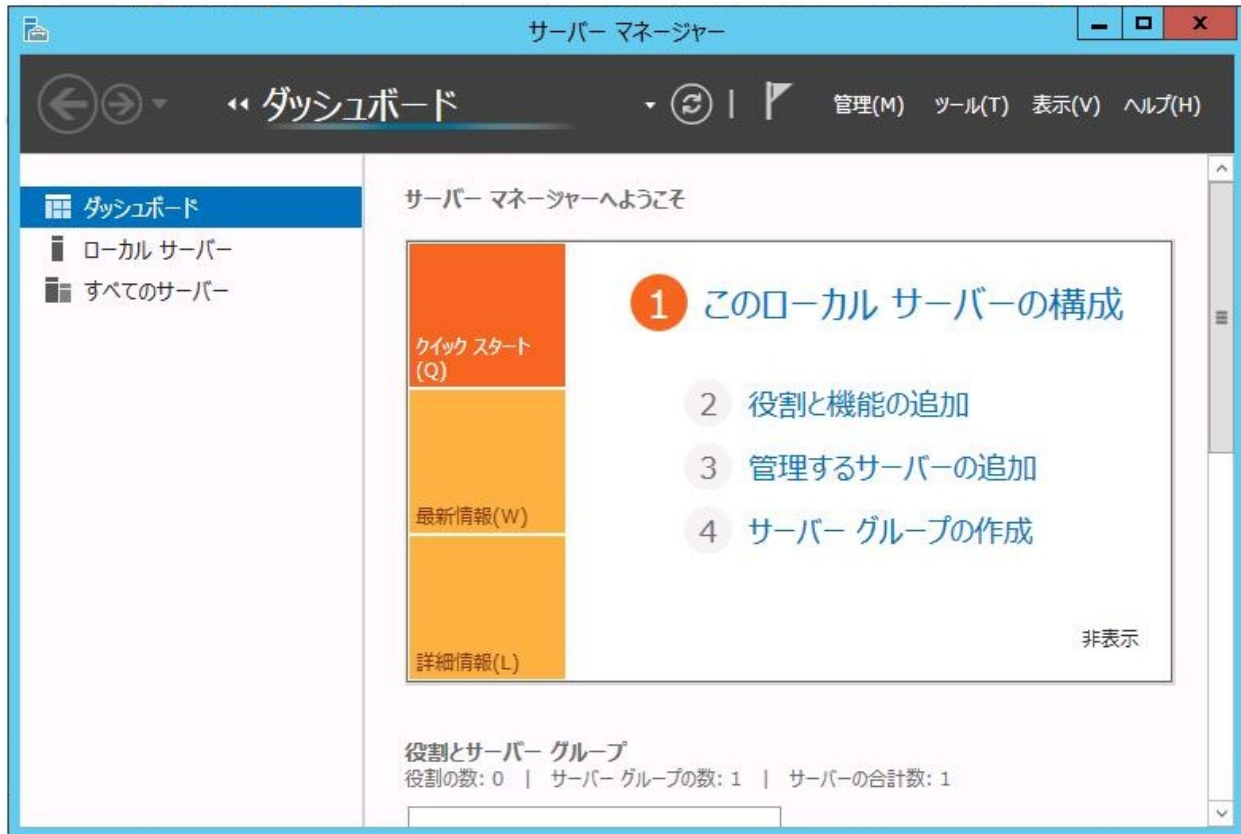 サーバー マネージャー
ダッシュボード
管理(M) ツール(T) 表示(V) ヘルプ(H)
ダッシュボード
ローカル サーバー
すべてのサーバー
サーバー マネージャーへようこそ
クイック スタート
(Q)
最新情報(W)
詳細情報(L)
1 このローカル サーバーの構成
2 役割と機能の追加
3 管理するサーバーの追加
4 サーバー グループの作成
非表示
役割とサーバー グループ
役割の数: 0 | サーバー グループの数: 1 | サーバーの合計数: 1